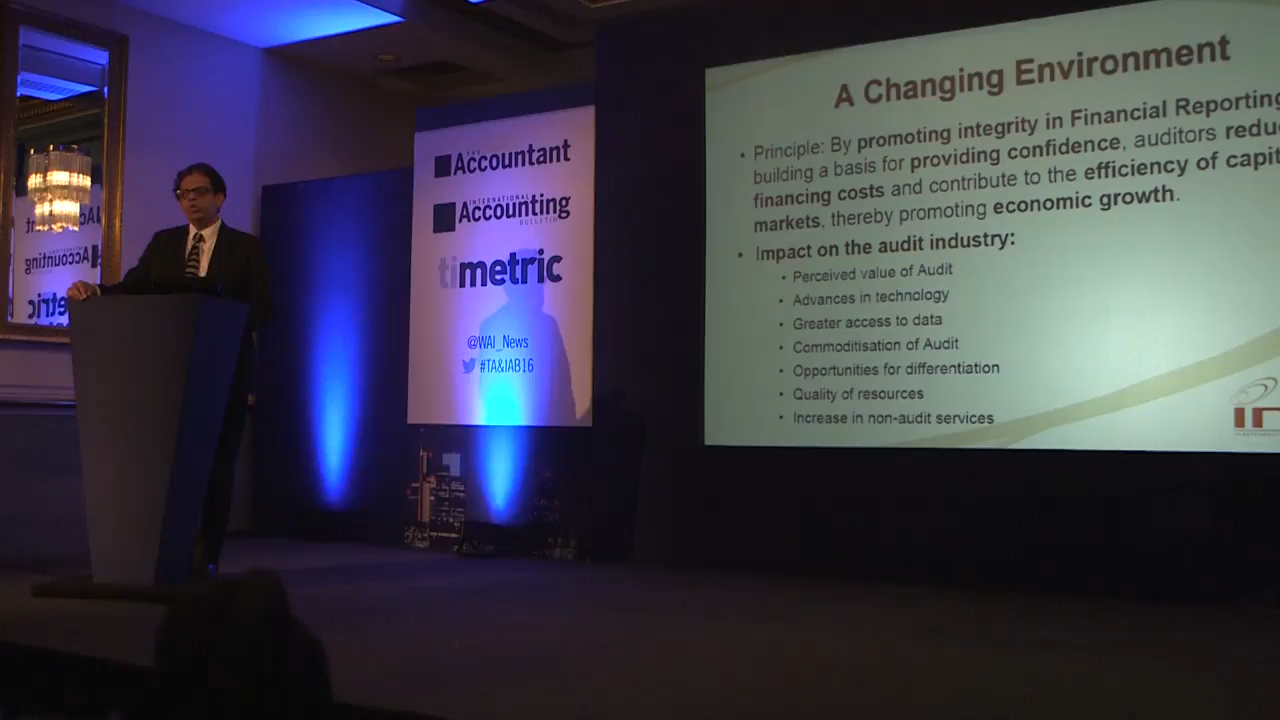 THE
Accountant
INTERNATIONAL
Accounting
BULLETIN
timetric
@WAI_News
#TA&IAB16
A Changing Environment
• Principle: By promoting integrity in Financial Reporting
building a basis for providing confidence, auditors
financing costs and contribute to the efficiency of
markets, thereby promoting economic growth.
• Impact on the audit industry:
• Perceived value of Audit
• Advances in technology
• Greater access to data
• Commoditisation of Audit
• Opportunities for differentiation
• Quality of resources
• Increase in non-audit services